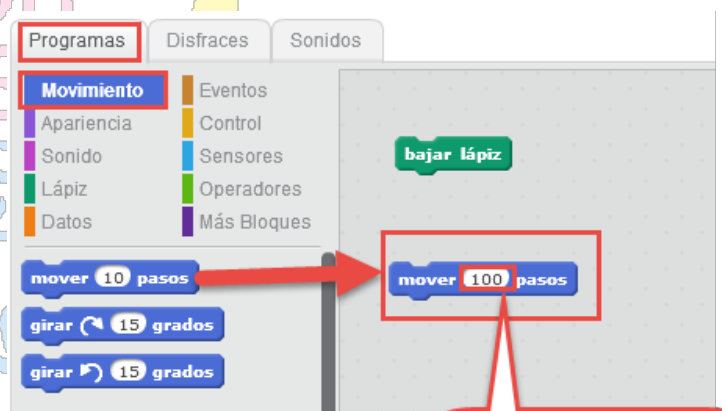 Programas Disfraces Sonidos
Movimiento Eventos
Apariencia Control
Sonido Sensores
Lápiz Operadores
Datos Más Bloques
bajar lápiz
mover 10 pasos
mover 100 pasos
girar 15 grados
girar 15 grados